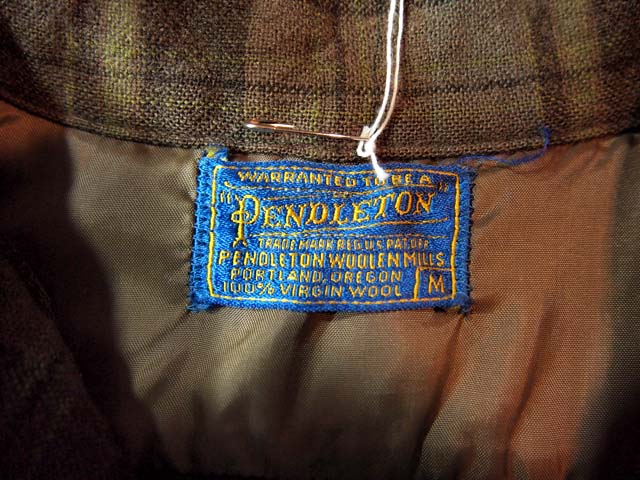 WARRANTED TO BE A
"PENDLETON"
TRADE MARK REG. U.S. PAT. OFF.
PENDLETON WOOLEN MILLS
PORTLAND, OREGON
100% VIRGIN WOOL M